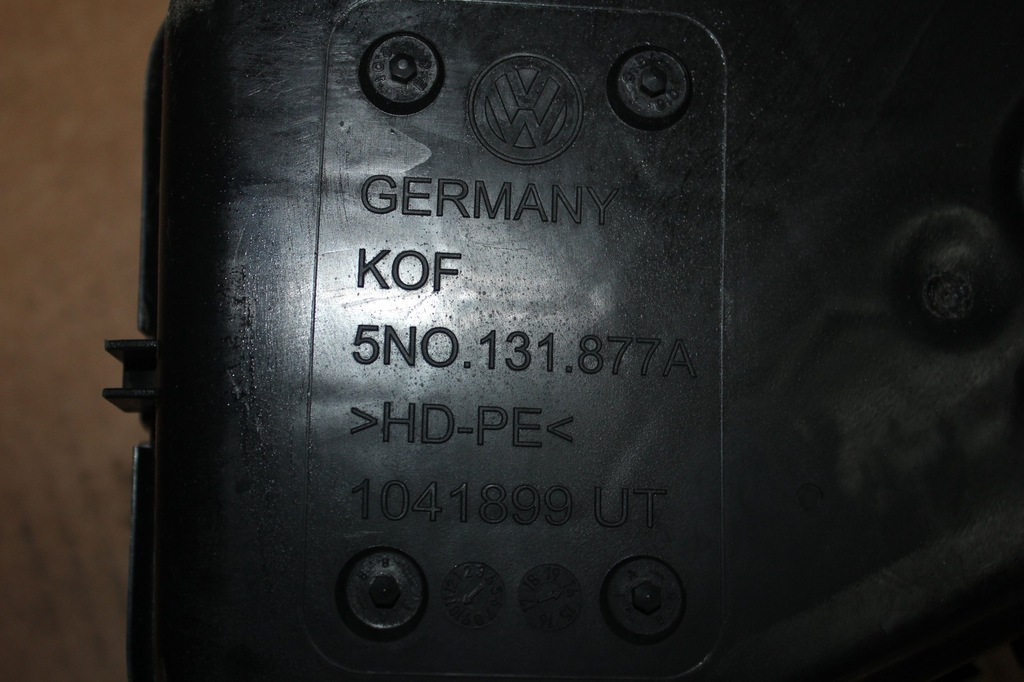 GERMANY
KOF
5NO.131.877A
>HD-PE<
1041899 UT